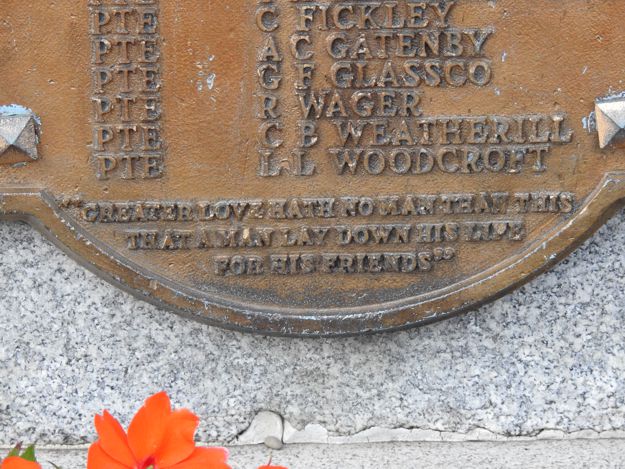 PTE C FICKLEY
PTE A C GATENBY
PTE G F GLASSCO
PTE R WAGER
PTE C B WEATHERILL
PTE L L WOODCROFT
"GREATER LOVE HATH NO MAN THAN THIS
THAT A MAN LAY DOWN HIS LIFE
FOR HIS FRIENDS"